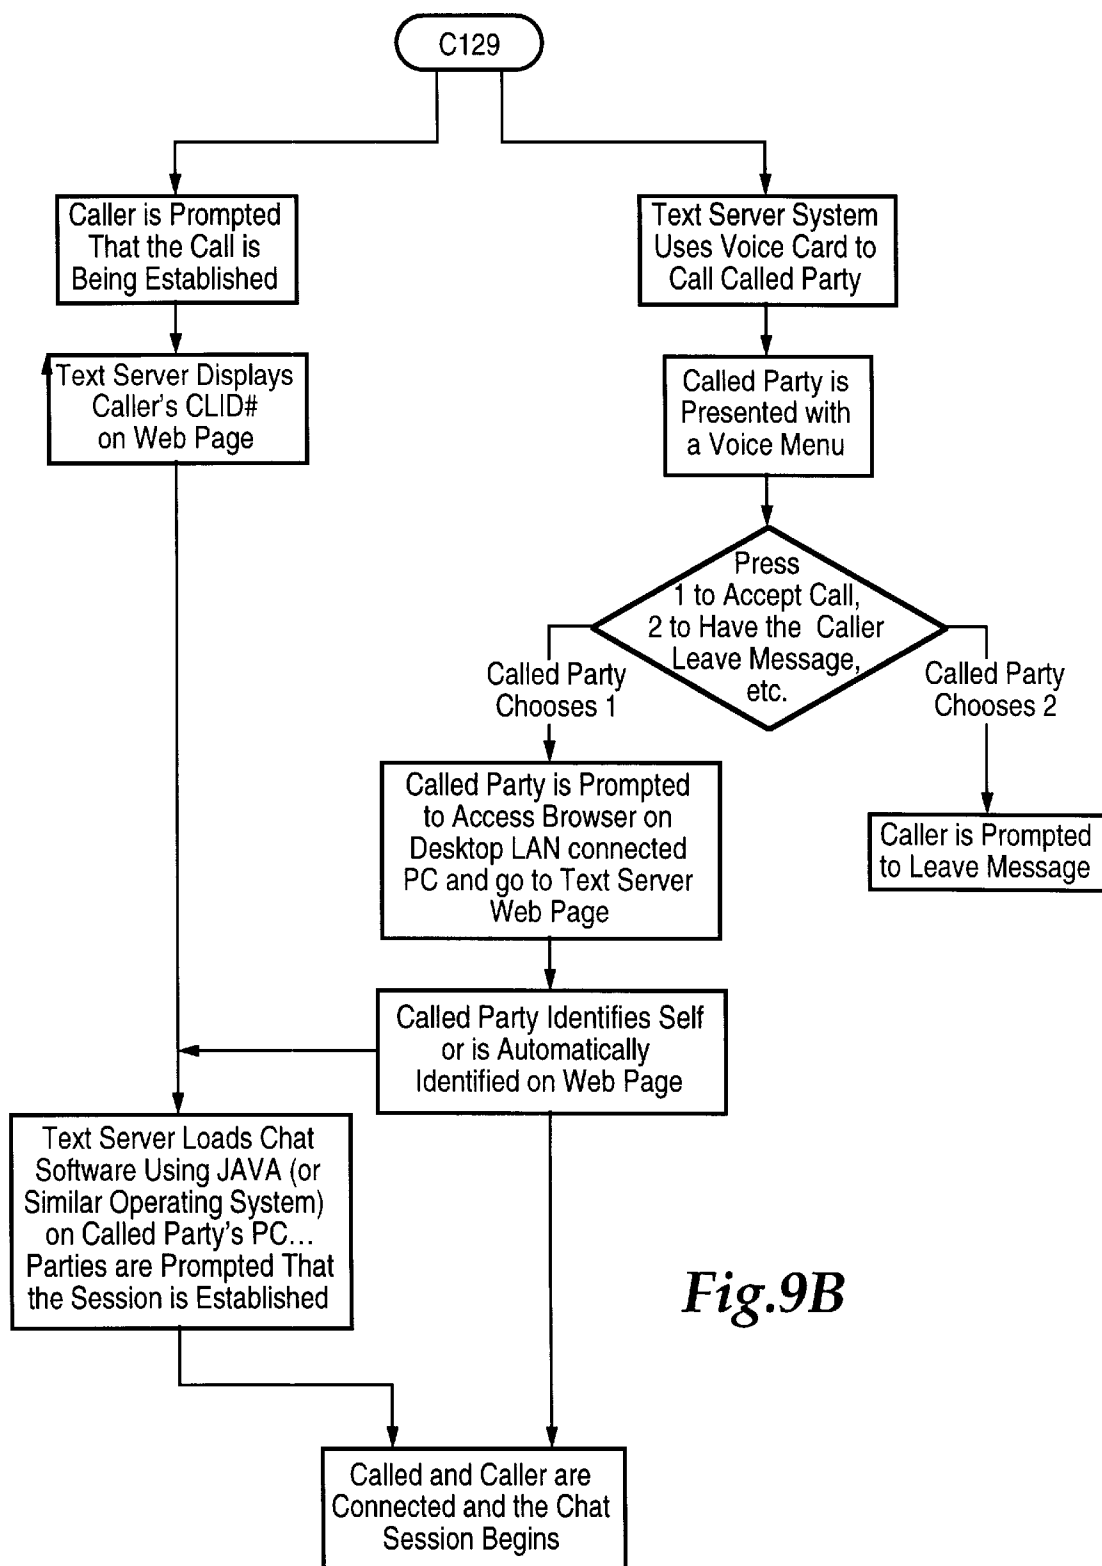 C129
Caller is Prompted
That the Call is
Being Established
Text Server System
Uses Voice Card to
Call Called Party
Text Server Displays
Caller's CLID#
on Web Page
Called Party is
Presented with
a Voice Menu
Press
1 to Accept Call,
2 to Have the Caller
Leave Message,
etc.
Called Party
Chooses 1
Called Party
Chooses 2
Called Party is Prompted
to Access Browser on
Desktop LAN connected
PC and go to Text Server
Web Page
Caller is Prompted
to Leave Message
Called Party Identifies Self
or is Automatically
Identified on Web Page
Text Server Loads Chat
Software Using JAVA (or
Similar Operating System)
on Called Party's PC...
Parties are Prompted That
the Session is Established
Fig.9B
Called and Caller are
Connected and the Chat
Session Begins